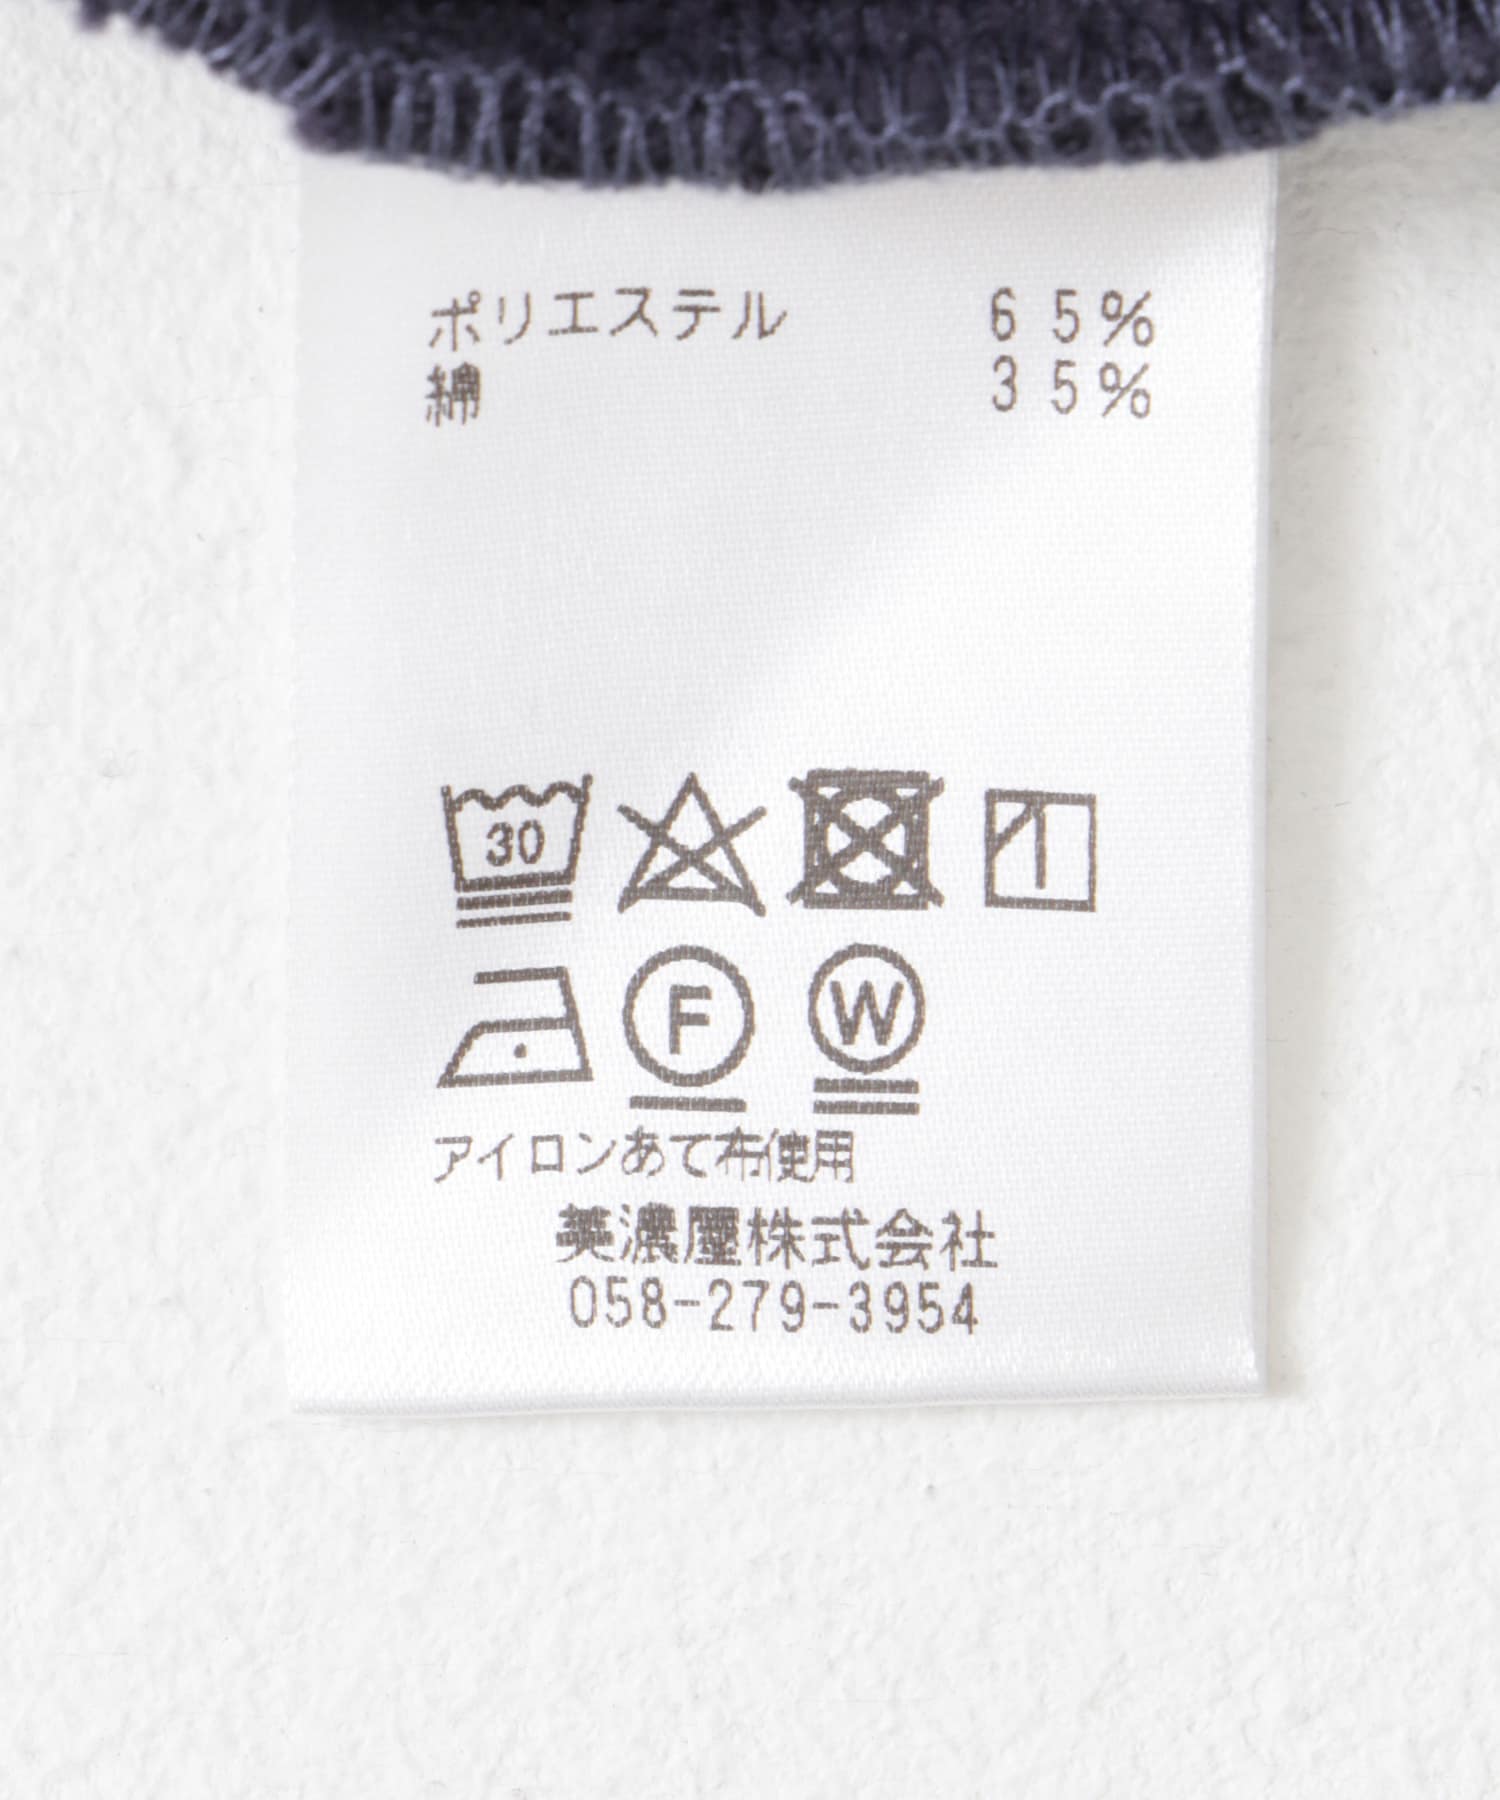 ポリエステル 65%
綿 35%
30
F W
アイロンあて布使用
美濃屋株式会社
058-279-3954